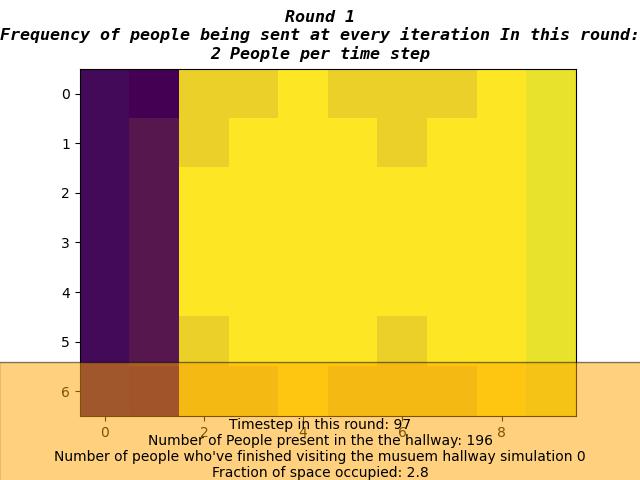 Round 1
Frequency of people being sent at every iteration In this round:
2 People per time step
0
1
2
3
4
5
6
0 2 4 6 8
Timestep in this round: 97
Number of People present in the the hallway: 196
Number of people who've finished visiting the musuem hallway simulation 0
Fraction of space occupied: 2.8